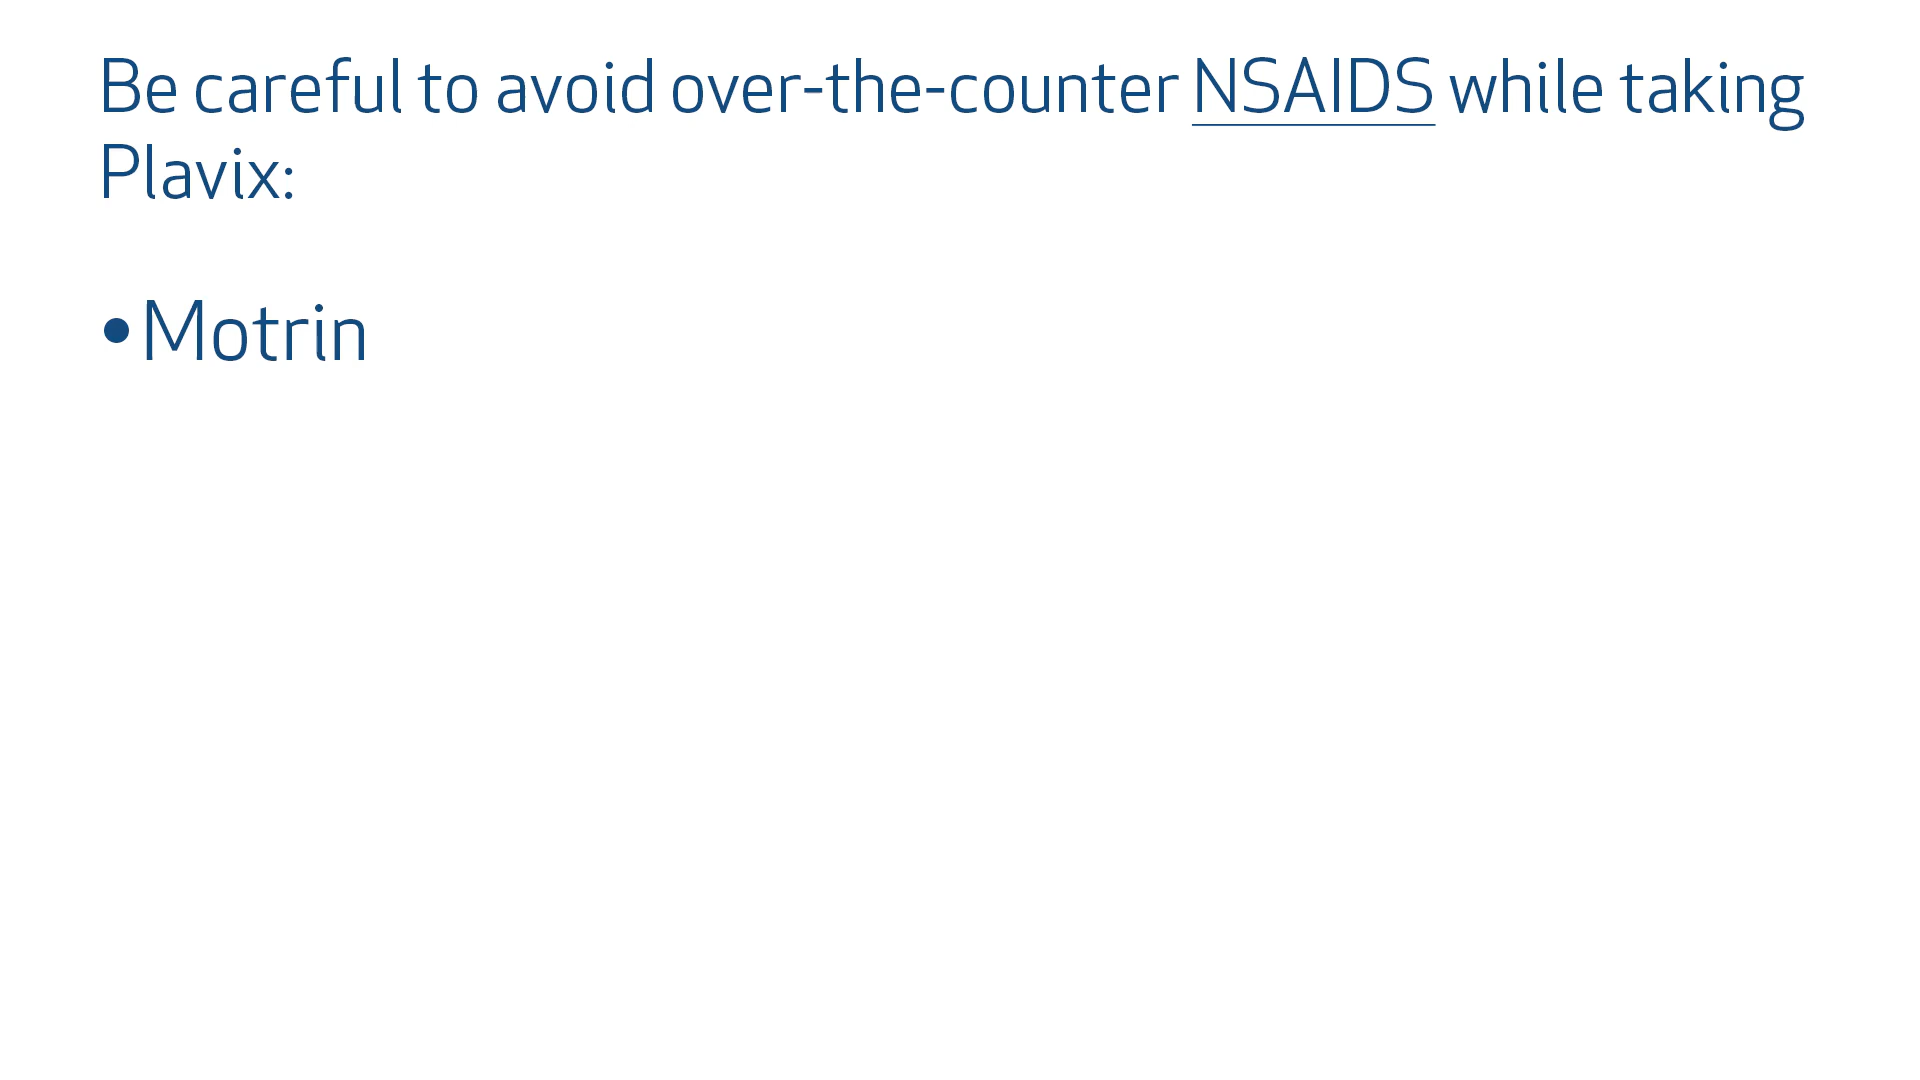 Be careful to avoid over-the-counter NSAIDS while taking
Plavix:
•Motrin